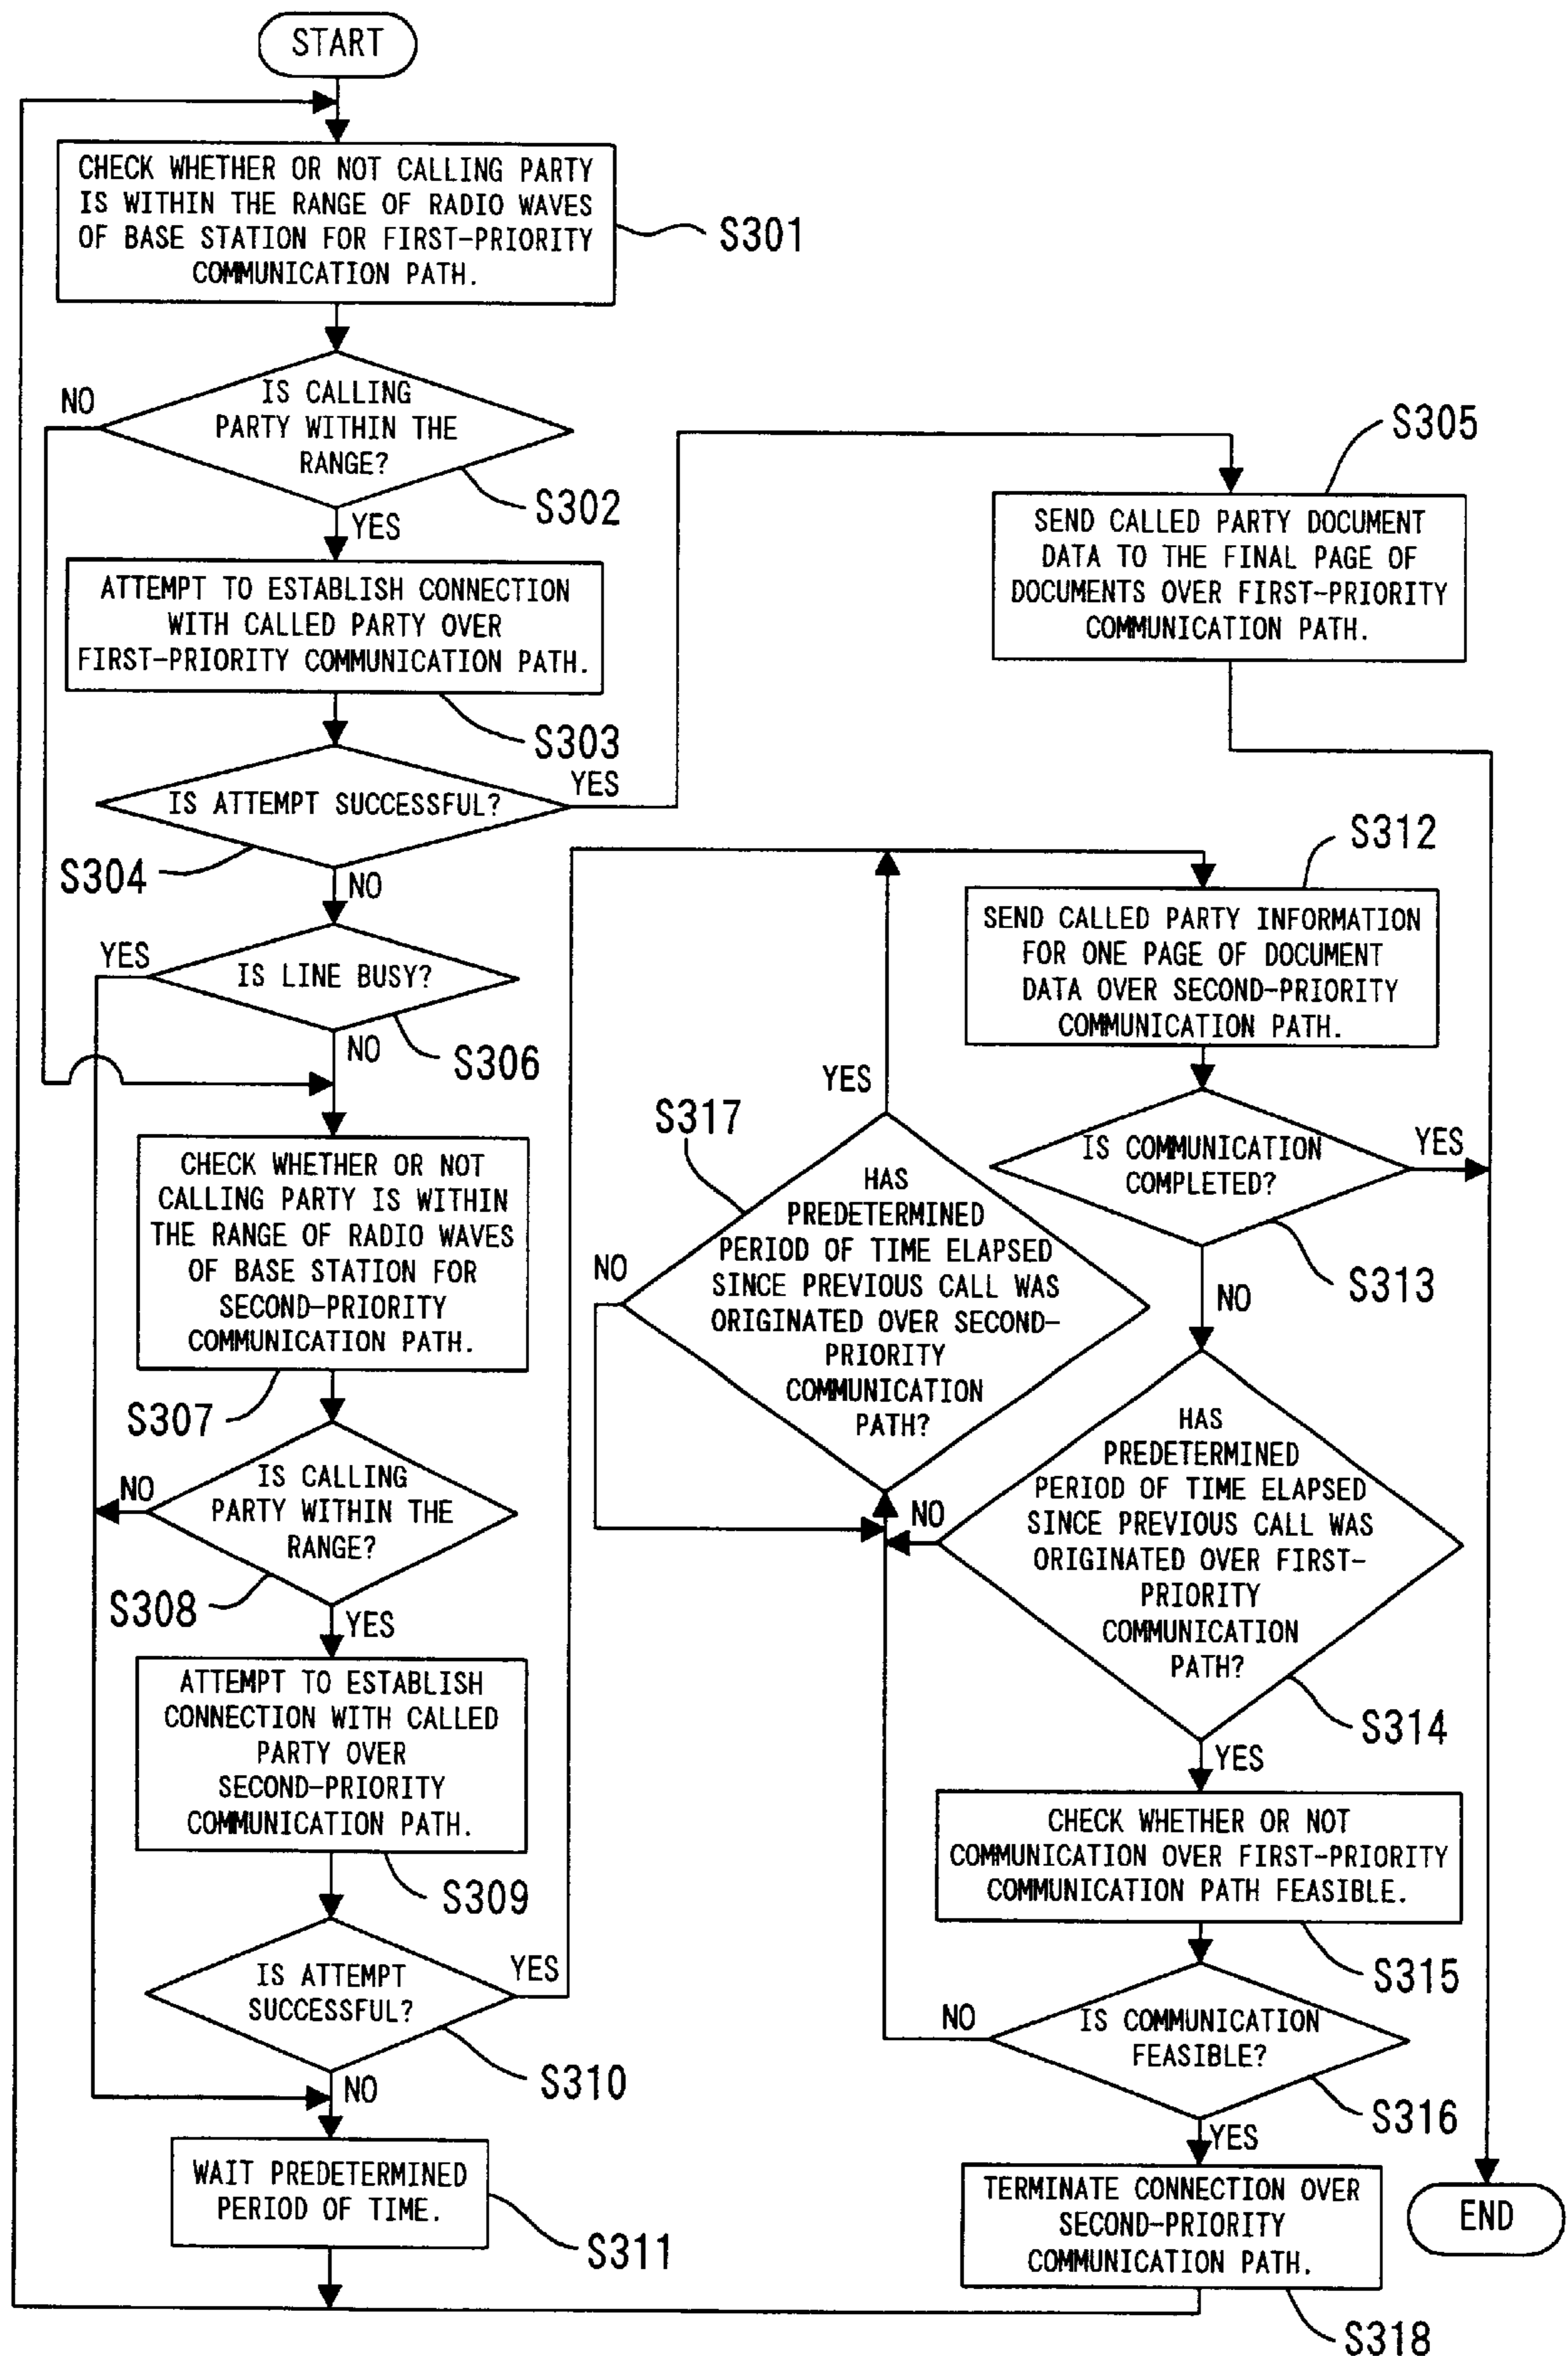 START
CHECK WHETHER OR NOT CALLING PARTY
IS WITHIN THE RANGE OF RADIO WAVES
OF BASE STATION FOR FIRST-PRIORITY
COMMUNICATION PATH.
S301
IS CALLING
PARTY WITHIN THE
RANGE?
NO
S302
YES
ATTEMPT TO ESTABLISH CONNECTION
WITH CALLED PARTY OVER
FIRST-PRIORITY COMMUNICATION PATH.
S303
IS ATTEMPT SUCCESSFUL?
YES
S304
NO
IS LINE BUSY?
YES
S306
NO
CHECK WHETHER OR NOT
CALLING PARTY IS WITHIN
THE RANGE OF RADIO WAVES
OF BASE STATION FOR
SECOND-PRIORITY
COMMUNICATION PATH.
S307
IS CALLING
PARTY WITHIN THE
RANGE?
NO
S308
YES
ATTEMPT TO ESTABLISH
CONNECTION WITH CALLED
PARTY OVER
SECOND-PRIORITY
COMMUNICATION PATH.
S309
IS ATTEMPT
SUCCESSFUL?
YES
S310
NO
WAIT PREDETERMINED
PERIOD OF TIME.
S311
S305
SEND CALLED PARTY DOCUMENT
DATA TO THE FINAL PAGE OF
DOCUMENTS OVER FIRST-PRIORITY
COMMUNICATION PATH.
S312
SEND CALLED PARTY INFORMATION
FOR ONE PAGE OF DOCUMENT
DATA OVER SECOND-PRIORITY
COMMUNICATION PATH.
IS COMMUNICATION
COMPLETED?
YES
S313
NO
YES
S317
HAS
PREDETERMINED
PERIOD OF TIME ELAPSED
SINCE PREVIOUS CALL WAS
ORIGINATED OVER SECOND-
PRIORITY
COMMUNICATION
PATH?
NO
HAS
PREDETERMINED
PERIOD OF TIME ELAPSED
SINCE PREVIOUS CALL WAS
ORIGINATED OVER FIRST-
PRIORITY
COMMUNICATION
PATH?
NO
S314
YES
CHECK WHETHER OR NOT
COMMUNICATION OVER FIRST-PRIORITY
COMMUNICATION PATH FEASIBLE.
S315
IS COMMUNICATION
FEASIBLE?
NO
S316
YES
TERMINATE CONNECTION OVER
SECOND-PRIORITY
COMMUNICATION PATH.
S318
END